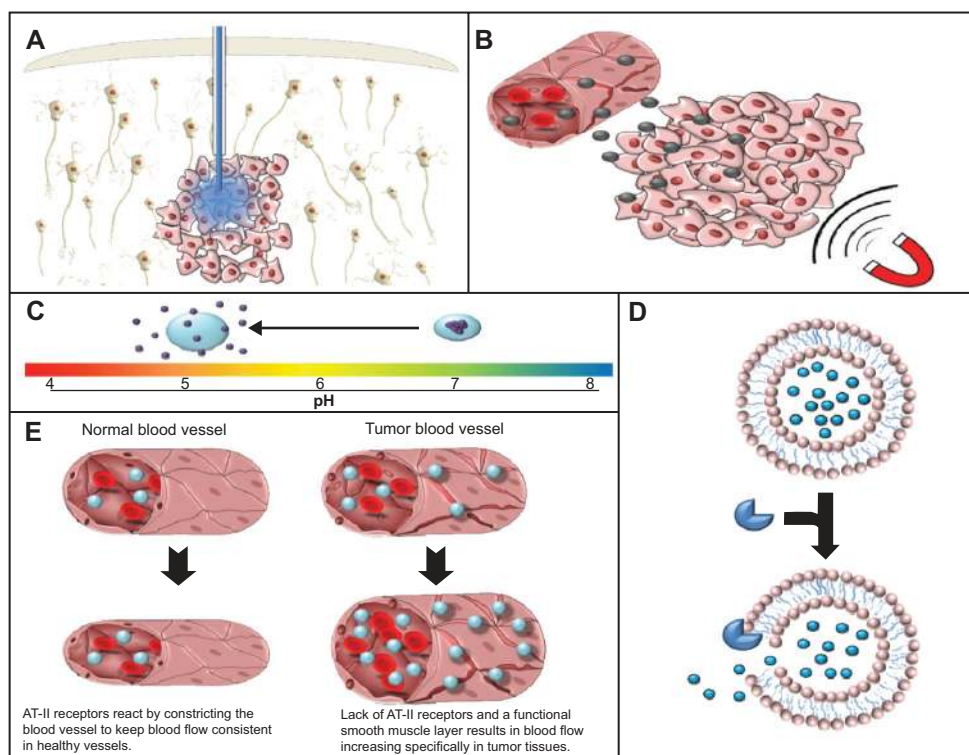 A
B
C
4 5 6 7 8
pH
D
E
Normal blood vessel
Tumor blood vessel
AT-II receptors react by constricting the
blood vessel to keep blood flow consistent
in healthy vessels.
Lack of AT-II receptors and a functional
smooth muscle layer results in blood flow
increasing specifically in tumor tissues.